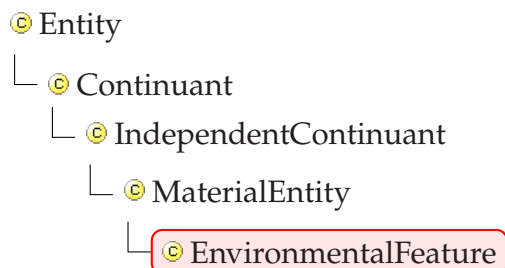 © Entity
© Continuant
© IndependentContinuant
© MaterialEntity
© EnvironmentalFeature